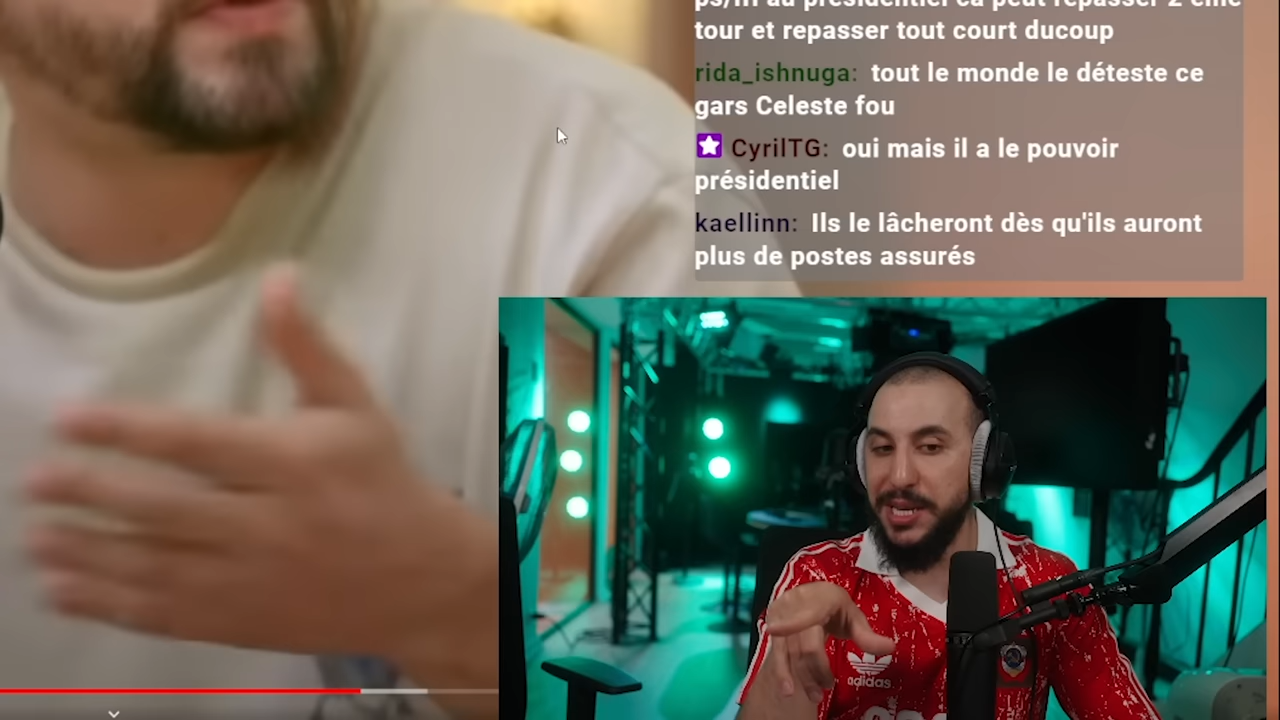 ps/lfi au présidentiel ca peut repasser 2 ème
tour et repasser tout court ducoup
rida_ishnuga: tout le monde le déteste ce
gars Celeste fou
CyrilTG: oui mais il a le pouvoir
présidentiel
kaellinn: Ils le lâcheront dès qu'ils auront
plus de postes assurés
adidas